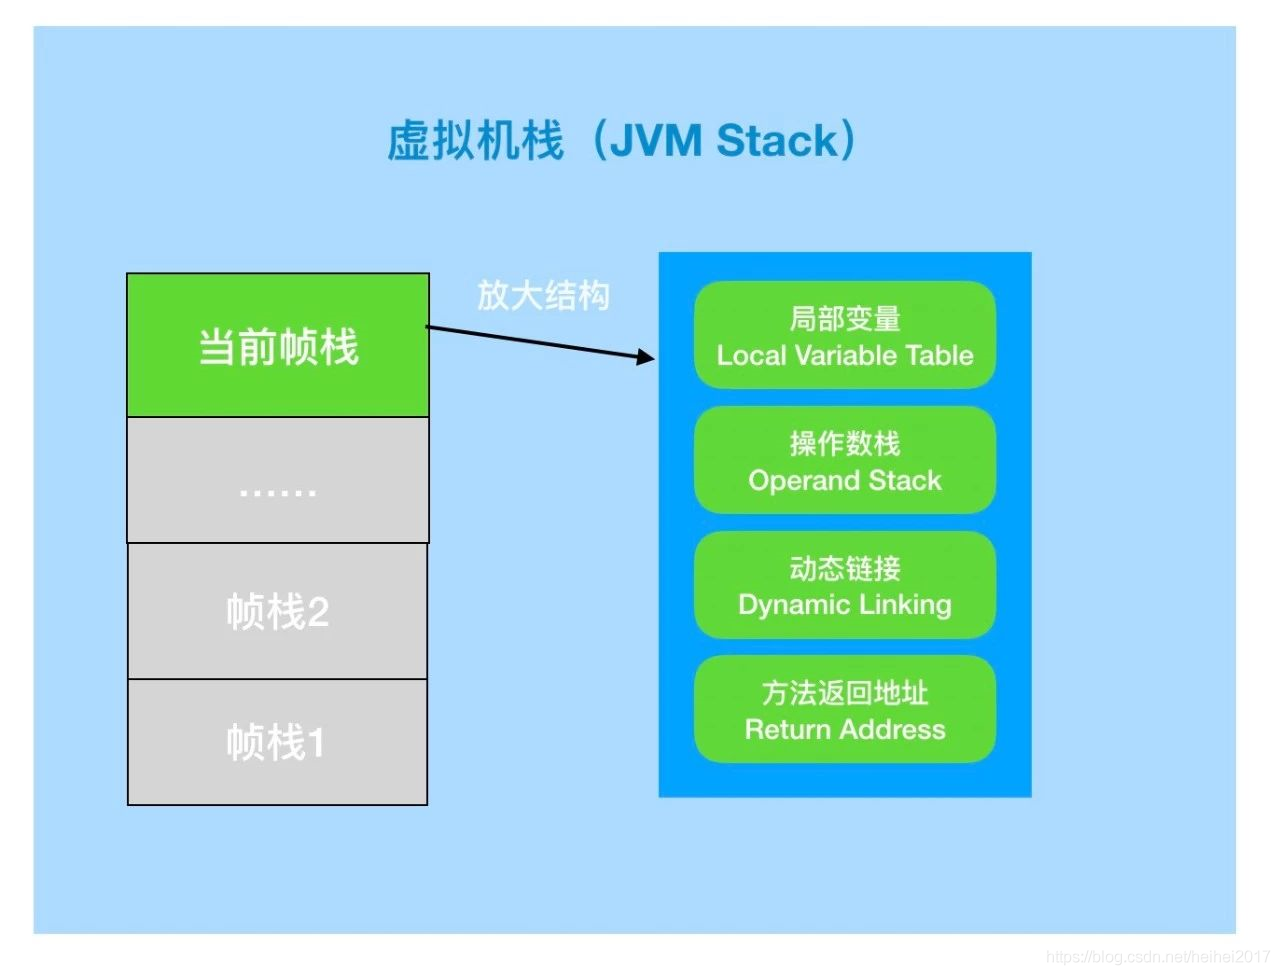 虚拟机栈（JVM Stack）
放大结构
当前帧栈
......
帧栈2
帧栈1
局部变量
Local Variable Table
操作数栈
Operand Stack
动态链接
Dynamic Linking
方法返回地址
Return Address
https://blog.csdn.net/heihei2017